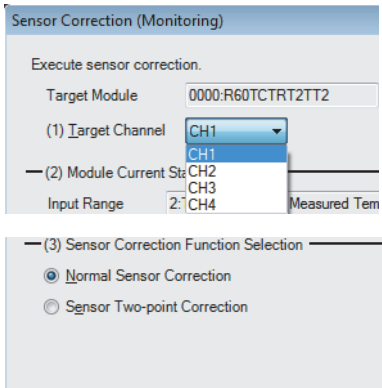 Sensor Correction (Monitoring)
Execute sensor correction.
Target Module 0000:R60TCTRT2TT2
(1) Target Channel CH1
CH1
(2) Module Current Sta CH2
CH3
Input Range 2: CH4 Measured Tem
(3) Sensor Correction Function Selection
Normal Sensor Correction
Sensor Two-point Correction